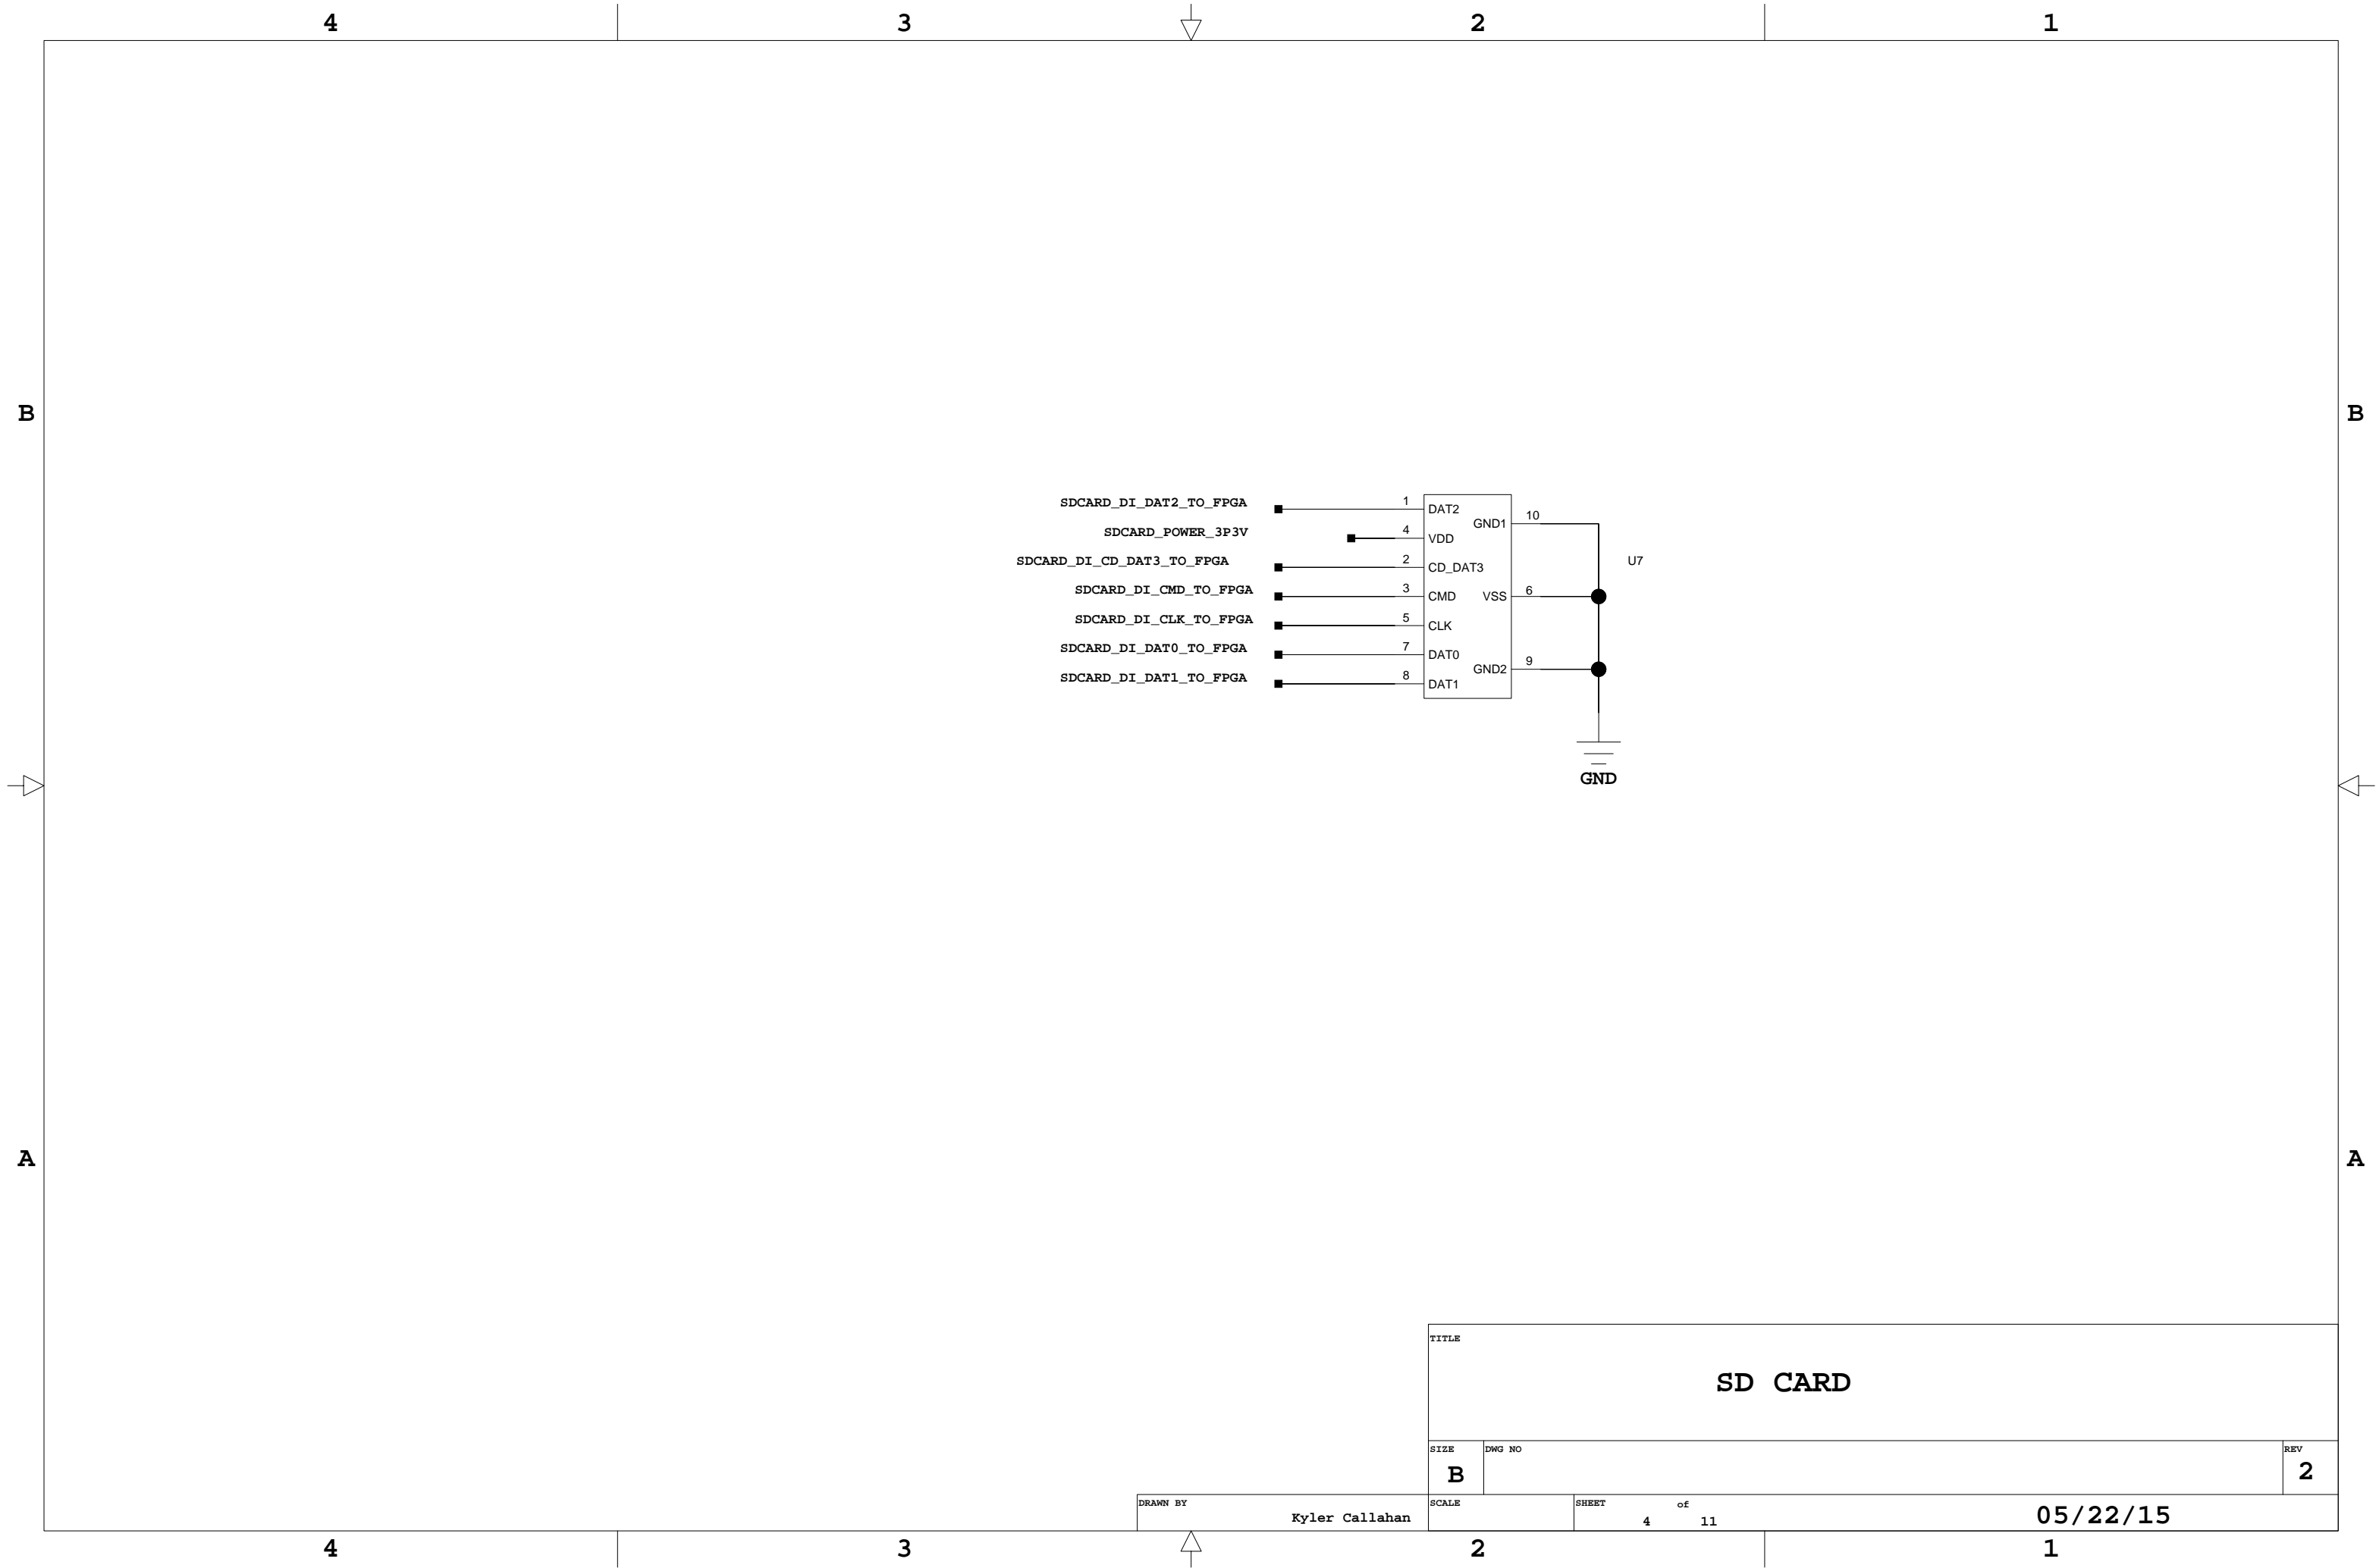 4 3 2 1
B B
SDCARD_DI_DAT2_TO_FPGA 1 DAT2
GND1 10
SDCARD_POWER_3P3V 4 VDD
SDCARD_DI_CD_DAT3_TO_FPGA 2 CD_DAT3
U7
SDCARD_DI_CMD_TO_FPGA 3 CMD VSS 6
SDCARD_DI_CLK_TO_FPGA 5 CLK
SDCARD_DI_DAT0_TO_FPGA 7 DAT0
GND2 9
SDCARD_DI_DAT1_TO_FPGA 8 DAT1
GND
A A
TITLE
SD CARD
SIZE DWG NO REV
B 2
DRAWN BY SCALE SHEET of
Kyler Callahan 4 11 05/22/15
4 3 2 1